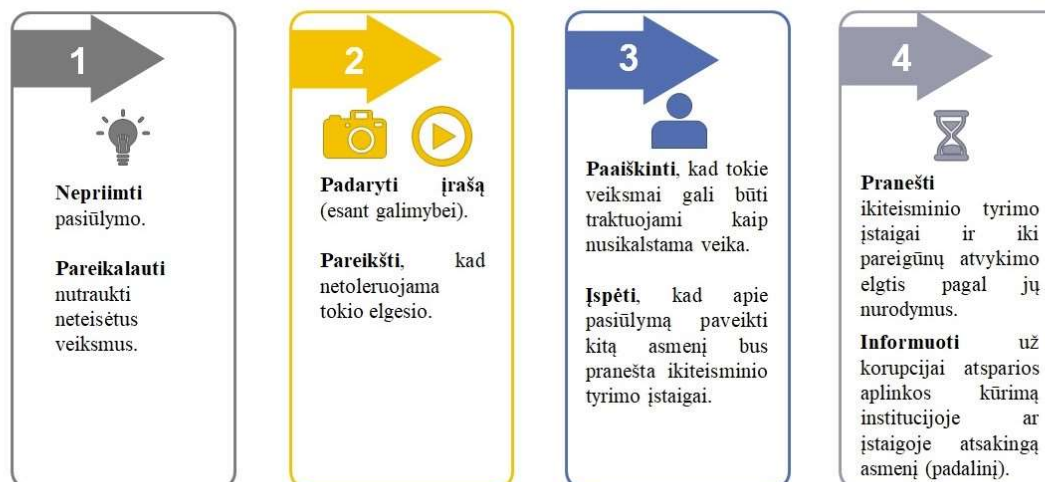 1
Nepriimti
pasiūlymo.
Pareikalauti
nutraukti
neteisėtus
veiksmus.
2
Padaryti įrašą
(esant galimybei).
Pareikšti, kad
netoleruojama
tokio elgesio.
3
Paaiškinti, kad tokie
veiksmai gali būti
traktuojami kaip
nusikalstama veika.
Įspėti, kad apie
pasiūlymą paveikti
kitą asmenį bus
pranešta ikiteisminio
tyrimo įstaigai.
4
Pranešti
ikiteisminio tyrimo
įstaigai ir iki
pareigūnų atvykimo
elgtis pagal jų
nurodymus.
Informuoti už
korupcijai atsparios
aplinkos kūrimą
institucijoje ar
įstaigoje atsakingą
asmenį (padalinį).